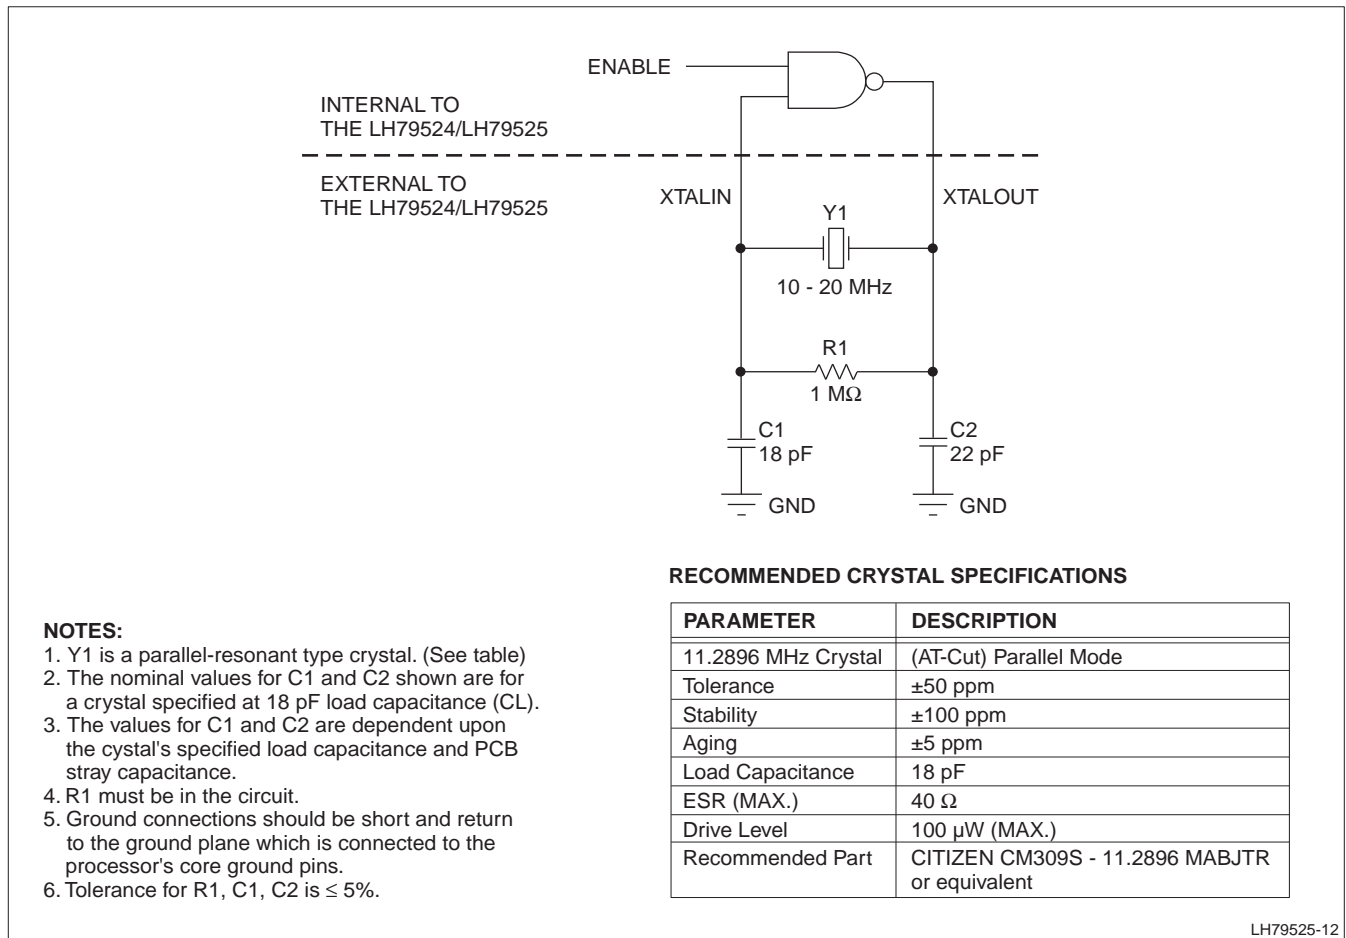 ENABLE
INTERNAL TO
THE LH79524/LH79525
EXTERNAL TO
THE LH79524/LH79525
XTALIN
XTALOUT
Y1
10 - 20 MHz
R1
1 MΩ
C1
18 pF
C2
22 pF
GND
GND
RECOMMENDED CRYSTAL SPECIFICATIONS
PARAMETER DESCRIPTION
11.2896 MHz Crystal (AT-Cut) Parallel Mode
Tolerance ±50 ppm
Stability ±100 ppm
Aging ±5 ppm
Load Capacitance 18 pF
ESR (MAX.) 40 Ω
Drive Level 100 µW (MAX.)
Recommended Part CITIZEN CM309S - 11.2896 MABJTR
or equivalent
NOTES:
1. Y1 is a parallel-resonant type crystal. (See table)
2. The nominal values for C1 and C2 shown are for
a crystal specified at 18 pF load capacitance (CL).
3. The values for C1 and C2 are dependent upon
the cystal's specified load capacitance and PCB
stray capacitance.
4. R1 must be in the circuit.
5. Ground connections should be short and return
to the ground plane which is connected to the
processor's core ground pins.
6. Tolerance for R1, C1, C2 is ≤ 5%.
LH79525-12